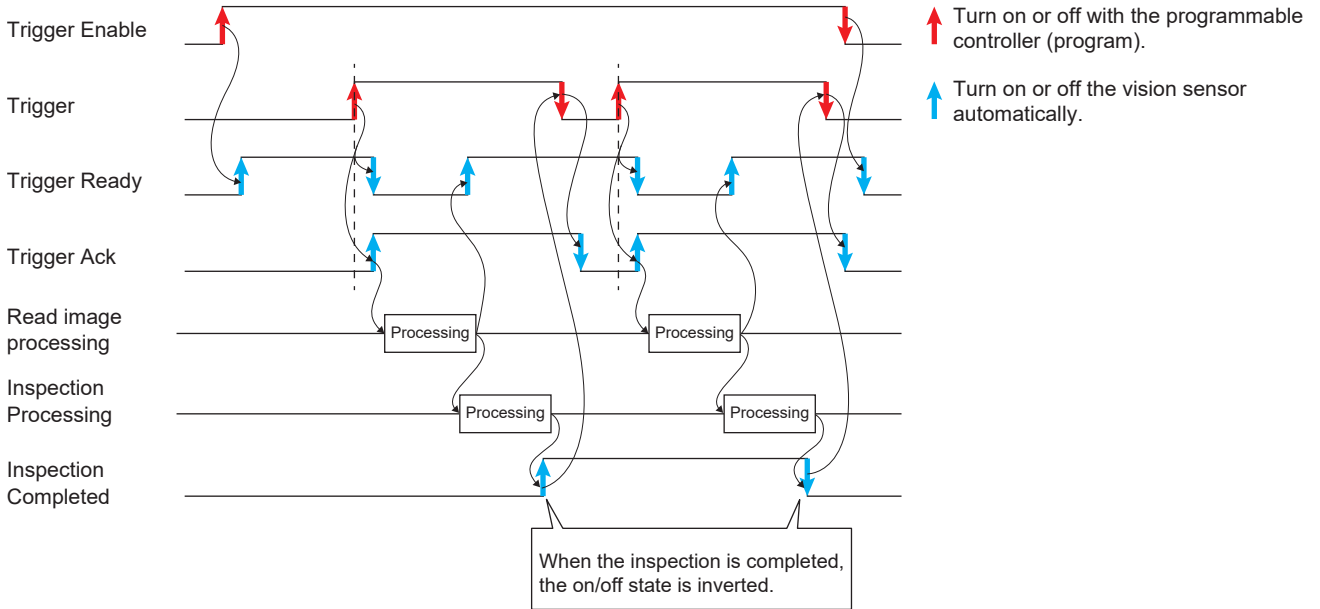 Trigger Enable
Turn on or off with the programmable
controller (program).
Trigger
Turn on or off the vision sensor
automatically.
Trigger Ready
Trigger Ack
Read image
processing
Processing
Processing
Inspection
Processing
Processing
Processing
Inspection
Completed
When the inspection is completed,
the on/off state is inverted.